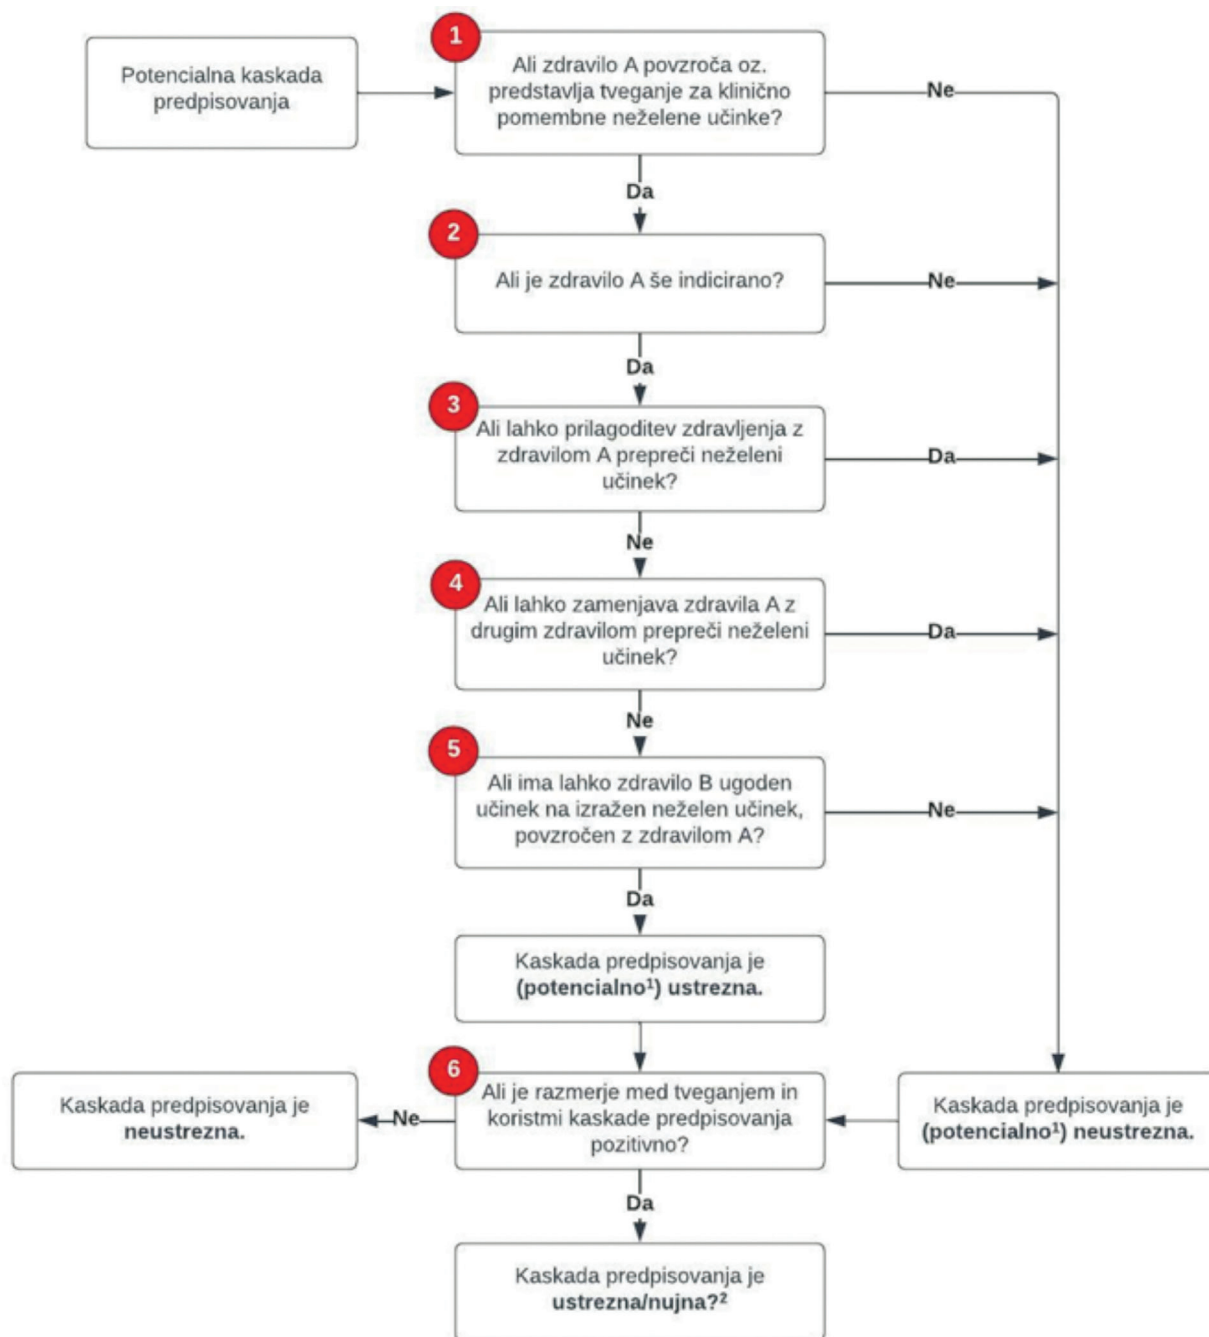 Potencialna kaskada
predpisovanja
1
Ali zdravilo A povzroča oz.
predstavlja tveganje za klinično
pomembne neželene učinke?
Ne
Da
2
Ali je zdravilo A še indicirano?
Ne
Da
3
Ali lahko prilagoditev zdravljenja z
zdravilom A prepreči neželeni
učinek?
Da
Ne
4
Ali lahko zamenjava zdravila A z
drugim zdravilom prepreči neželeni
učinek?
Da
Ne
5
Ali ima lahko zdravilo B ugoden
učinek na izražen neželen učinek,
povzročen z zdravilom A?
Ne
Da
Kaskada predpisovanja je
(potencialno¹) ustrezna.
6
Ali je razmerje med tveganjem in
koristmi kaskade predpisovanja
pozitivno?
Kaskada predpisovanja je
(potencialno¹) neustrezna.
Ne
Kaskada predpisovanja je
neustrezna.
Da
Kaskada predpisovanja je
ustrezna/nujna?²